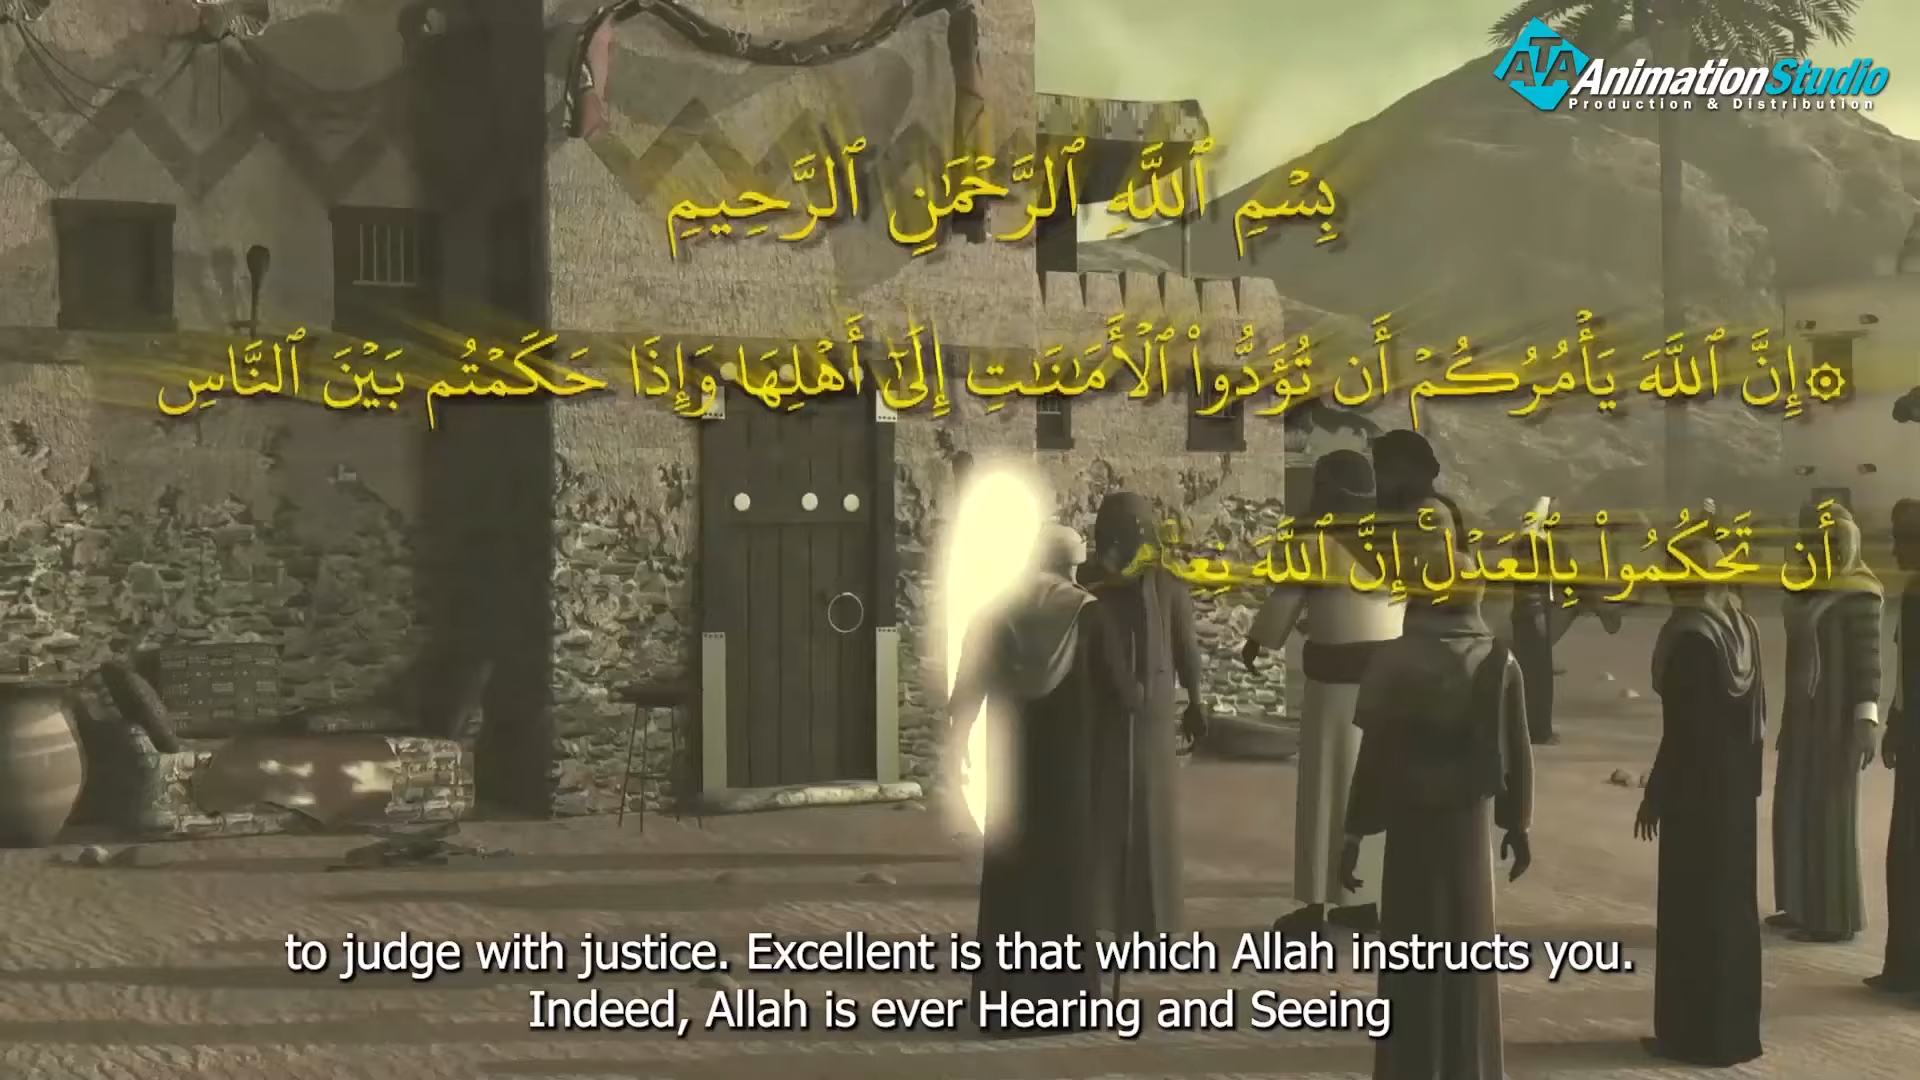 ATA AnimationStudio
Production & Distribution
بِسْمِ ٱللَّهِ ٱلرَّحْمَٰنِ ٱلرَّحِيمِ
۞إِنَّ ٱللَّهَ يَأْمُرُكُمْ أَن تُؤَدُّوا۟ ٱلْأَمَٰنَٰتِ إِلَىٰٓ أَهْلِهَا وَإِذَا حَكَمْتُم بَيْنَ ٱلنَّاسِ
أَن تَحْكُمُوا۟ بِٱلْعَدْلِ ۚ إِنَّ ٱللَّهَ
to judge with justice. Excellent is that which Allah instructs you.
Indeed, Allah is ever Hearing and Seeing